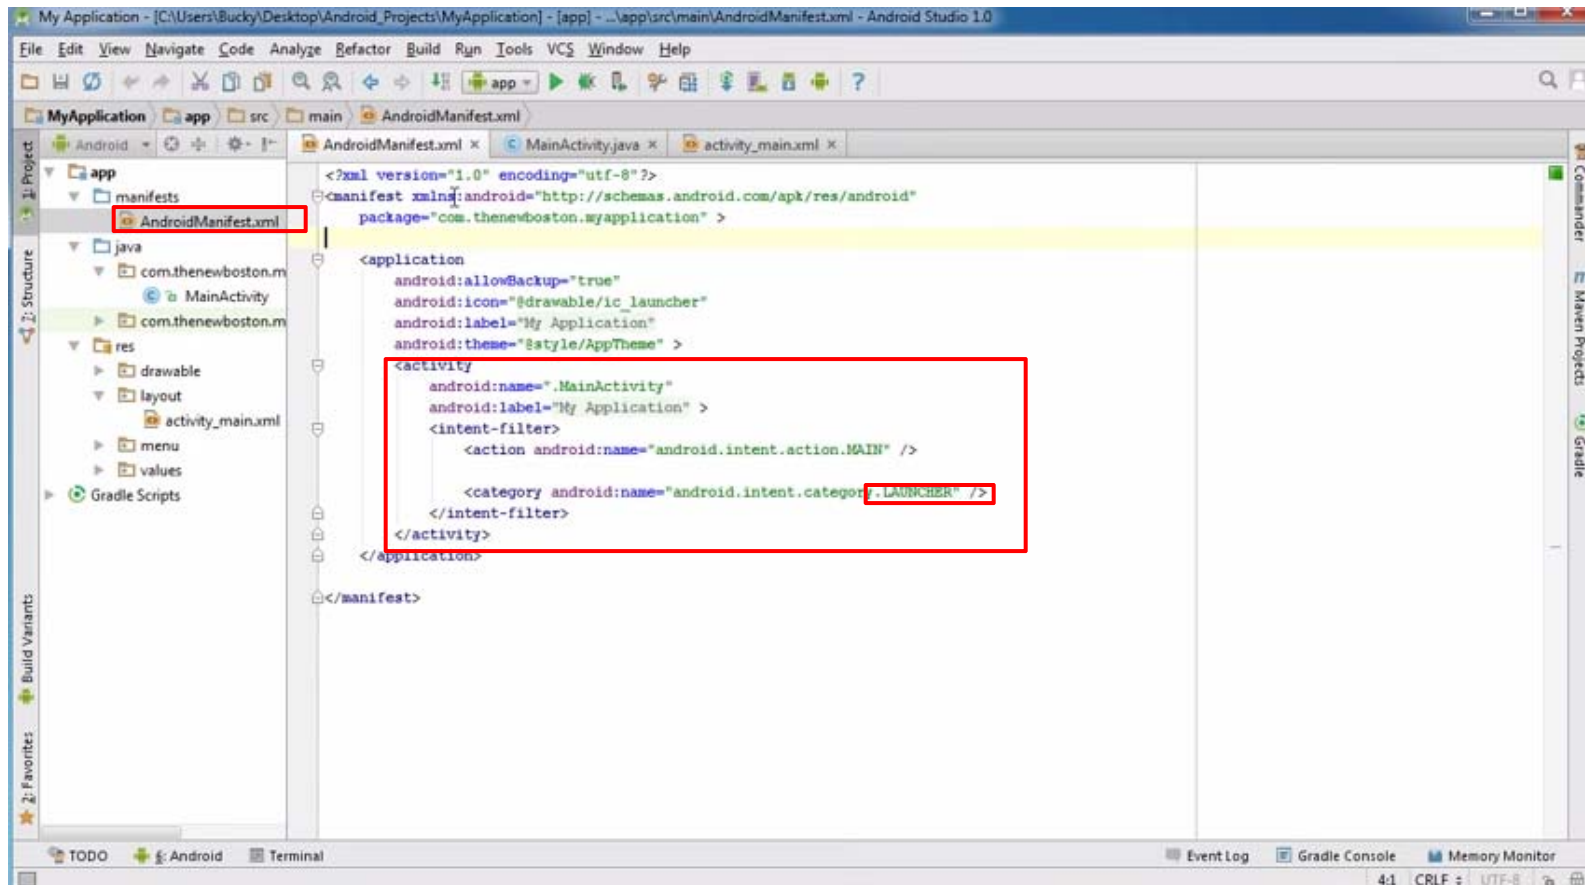 My Application - [C:\Users\Bucky\Desktop\Android_Projects\MyApplication] - [app] - ...\app\src\main\AndroidManifest.xml - Android Studio 1.0
File Edit View Navigate Code Analyze Refactor Build Run Tools VCS Window Help
app
?
MyApplication app src main AndroidManifest.xml
1: Project
Android
AndroidManifest.xml × MainActivity.java × activity_main.xml ×
app
manifests
AndroidManifest.xml
java
com.thenewboston.m
MainActivity
com.thenewboston.m
res
drawable
layout
activity_main.xml
menu
values
Gradle Scripts
<?xml version="1.0" encoding="utf-8"?>
<manifest xmlns:android="http://schemas.android.com/apk/res/android"
package="com.thenewboston.myapplication" >
<application
android:allowBackup="true"
android:icon="@drawable/ic_launcher"
android:label="My Application"
android:theme="@style/AppTheme" >
<activity
android:name=".MainActivity"
android:label="My Application" >
<intent-filter>
<action android:name="android.intent.action.MAIN" />
<category android:name="android.intent.category.LAUNCHER" />
</intent-filter>
</activity>
</application>
</manifest>
7: Structure
Build Variants
2: Favorites
Commander
Maven Projects
Gradle
TODO 6: Android Terminal
Event Log Gradle Console Memory Monitor
4:1 CRLF UTF-8